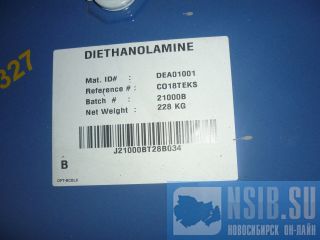 327
DIETHANOLAMINE
Mat. ID# : DEA01001
Reference # : CO18TEKS
Batch # : 21000B
Net Weight : 228 KG
J21000BT28B034
B
NSIB.SU
НОВОСИБИРСК ОН-ЛАЙН